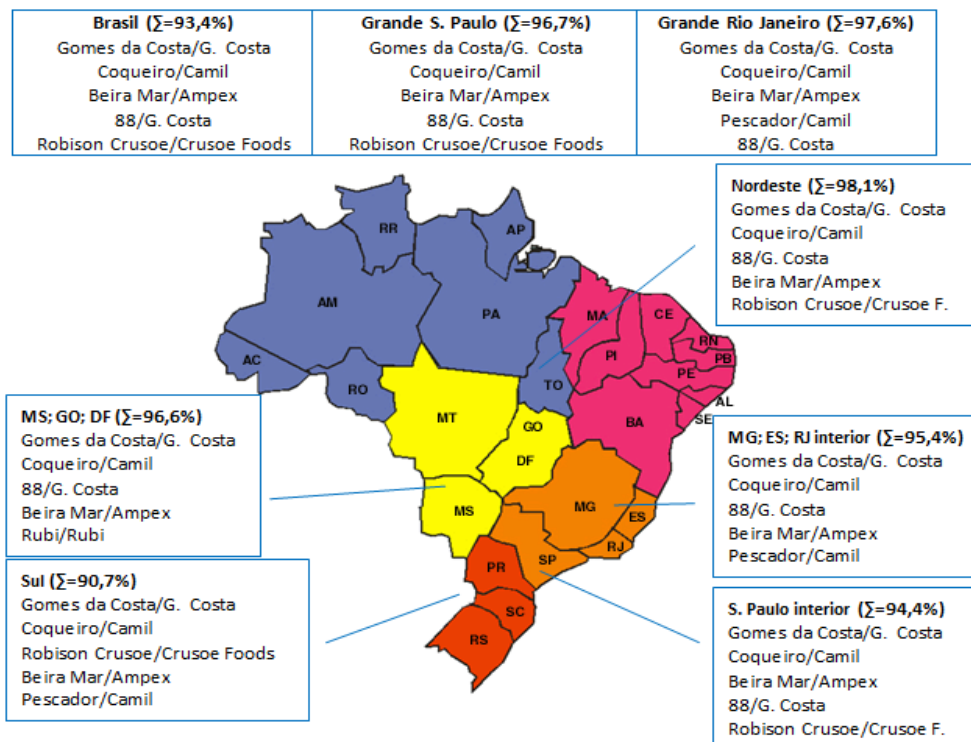 Brasil (∑=93,4%)
Gomes da Costa/G. Costa
Coqueiro/Camil
Beira Mar/Ampex
88/G. Costa
Robison Crusoe/Crusoe Foods
Grande S. Paulo (∑=96,7%)
Gomes da Costa/G. Costa
Coqueiro/Camil
Beira Mar/Ampex
88/G. Costa
Robison Crusoe/Crusoe Foods
Grande Rio Janeiro (∑=97,6%)
Gomes da Costa/G. Costa
Coqueiro/Camil
Beira Mar/Ampex
Pescador/Camil
88/G. Costa
Nordeste (∑=98,1%)
Gomes da Costa/G. Costa
Coqueiro/Camil
88/G. Costa
Beira Mar/Ampex
Robison Crusoe/Crusoe F.
RR
AP
AM
PA
MA
CE
RN
PB
PI
PE
AC
RO
TO
AL
SE
MT
BA
GO
DF
MS
MG
ES
SP
RJ
PR
SC
RS
MS; GO; DF (∑=96,6%)
Gomes da Costa/G. Costa
Coqueiro/Camil
88/G. Costa
Beira Mar/Ampex
Rubi/Rubi
MG; ES; RJ interior (∑=95,4%)
Gomes da Costa/G. Costa
Coqueiro/Camil
88/G. Costa
Beira Mar/Ampex
Pescador/Camil
Sul (∑=90,7%)
Gomes da Costa/G. Costa
Coqueiro/Camil
Robison Crusoe/Crusoe Foods
Beira Mar/Ampex
Pescador/Camil
S. Paulo interior (∑=94,4%)
Gomes da Costa/G. Costa
Coqueiro/Camil
Beira Mar/Ampex
88/G. Costa
Robison Crusoe/Crusoe F.